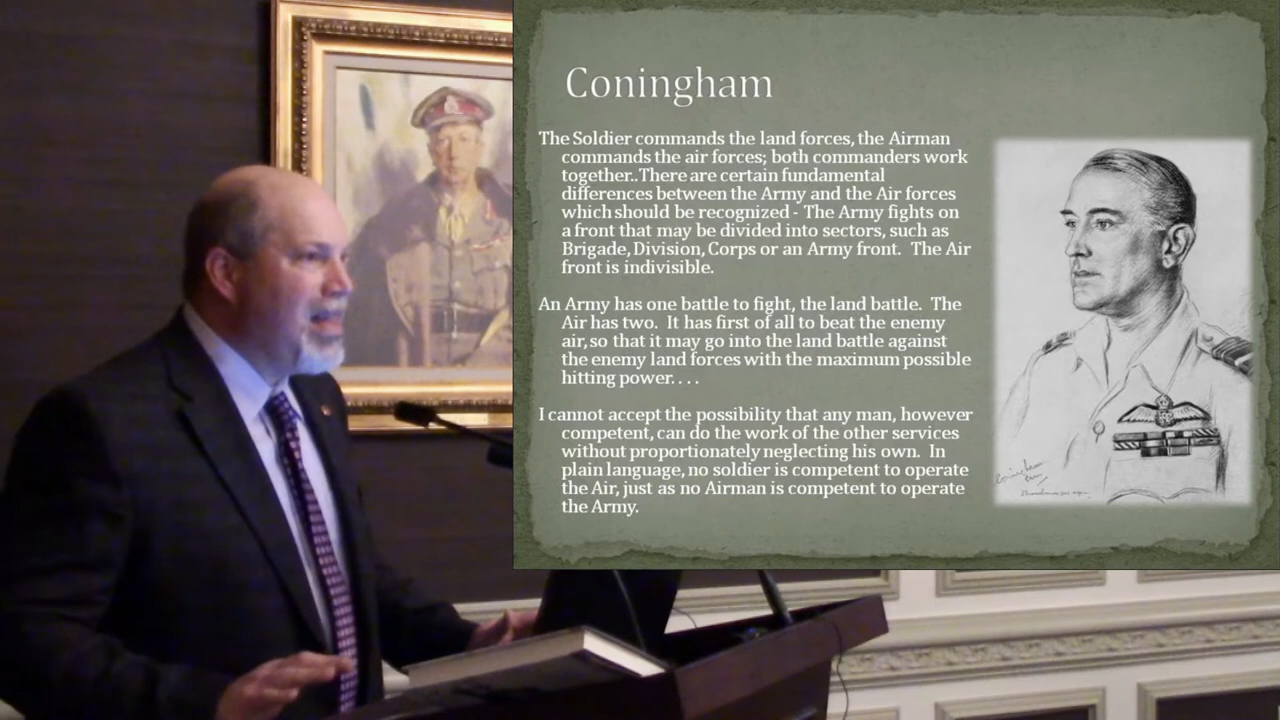 Coningham
The Soldier commands the land forces, the Airman
commands the air forces; both commanders work
together..There are certain fundamental
differences between the Army and the Air forces
which should be recognized - The Army fights on
a front that may be divided into sectors, such as
Brigade, Division, Corps or an Army front. The Air
front is indivisible.
An Army has one battle to fight, the land battle. The
Air has two. It has first of all to beat the enemy
air, so that it may go into the land battle against
the enemy land forces with the maximum possible
hitting power. . . .
I cannot accept the possibility that any man, however
competent, can do the work of the other services
without proportionately neglecting his own. In
plain language, no soldier is competent to operate
the Air, just as no Airman is competent to operate
the Army.